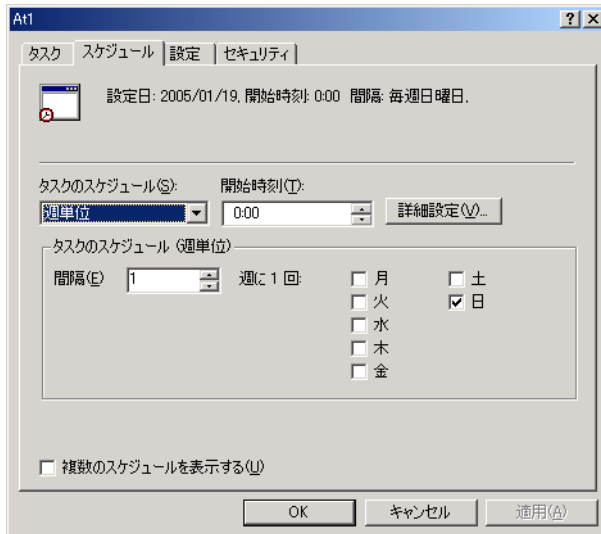 At1
タスク スケジュール 設定 セキュリティ
設定日: 2005/01/19, 開始時刻: 0:00 間隔: 毎週日曜日,
タスクのスケジュール(S): 開始時刻(T):
週単位 0:00 詳細設定(V)...
タスクのスケジュール (週単位)
間隔(E) 1 週に 1 回: 月 土
火 日
水
木
金
複数のスケジュールを表示する(U)
OK キャンセル 適用(A)